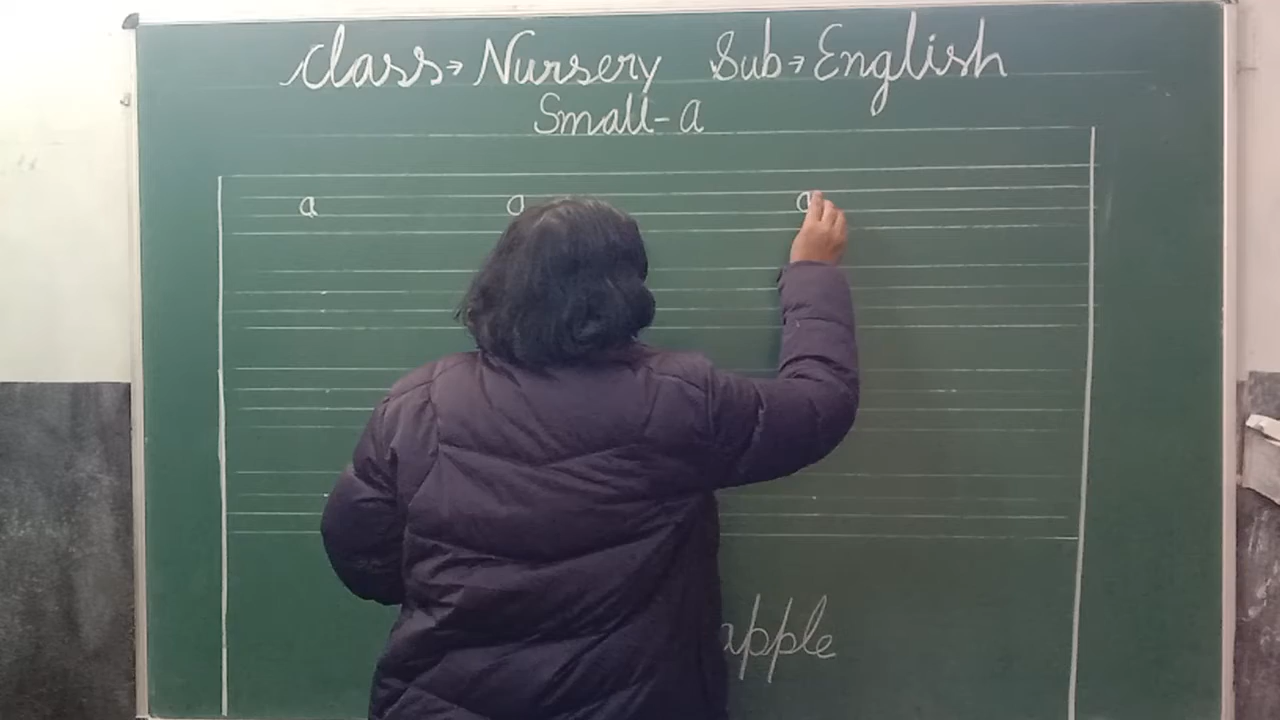 Class → Nursery Sub → English
Small - a
a a a
apple